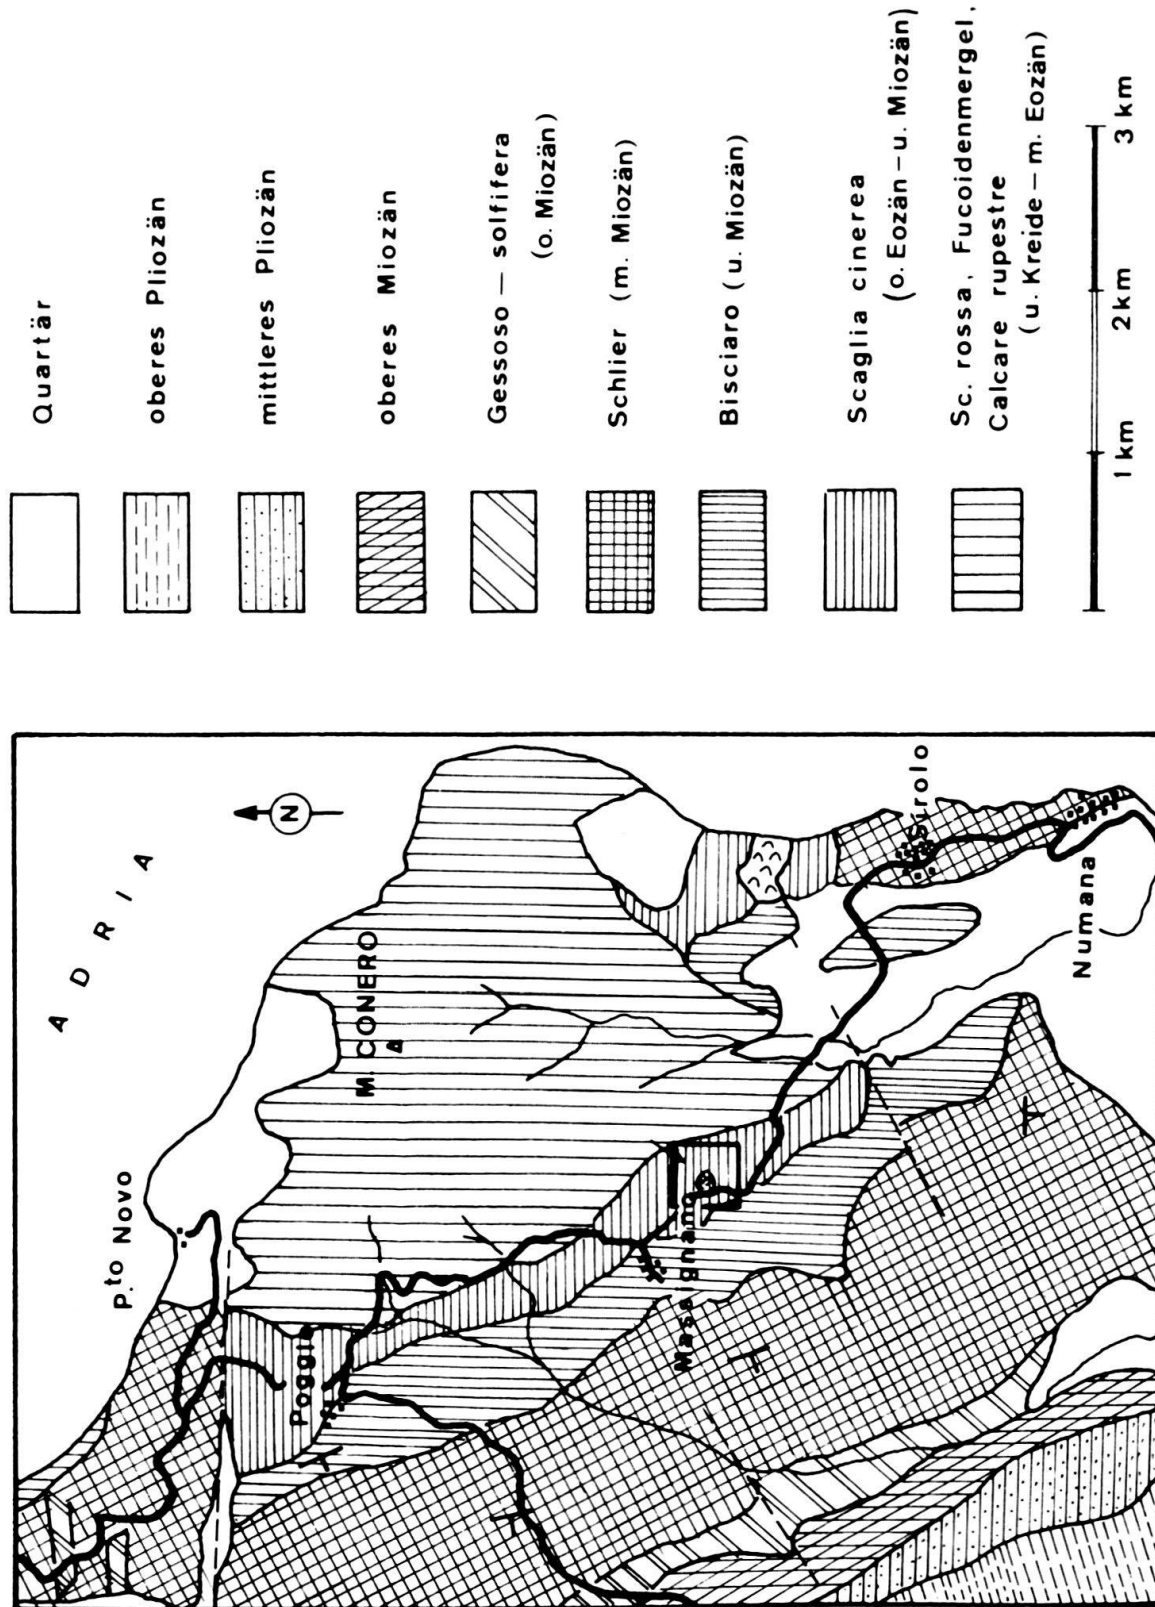 ADRIA
P.to Novo
N
M. CONERO
Poggio
Massignano
Sirolo
Numana
Quartär
oberes Pliozän
mittleres Pliozän
oberes Miozän
Gessoso – solfifera
(o. Miozän)
Schlier (m. Miozän)
Bisciaro (u. Miozän)
Scaglia cinerea
(o. Eozän – u. Miozän)
Sc. rossa, Fucoidenmergel,
Calcare rupestre
(u. Kreide – m. Eozän)
1 km
2 km
3 km